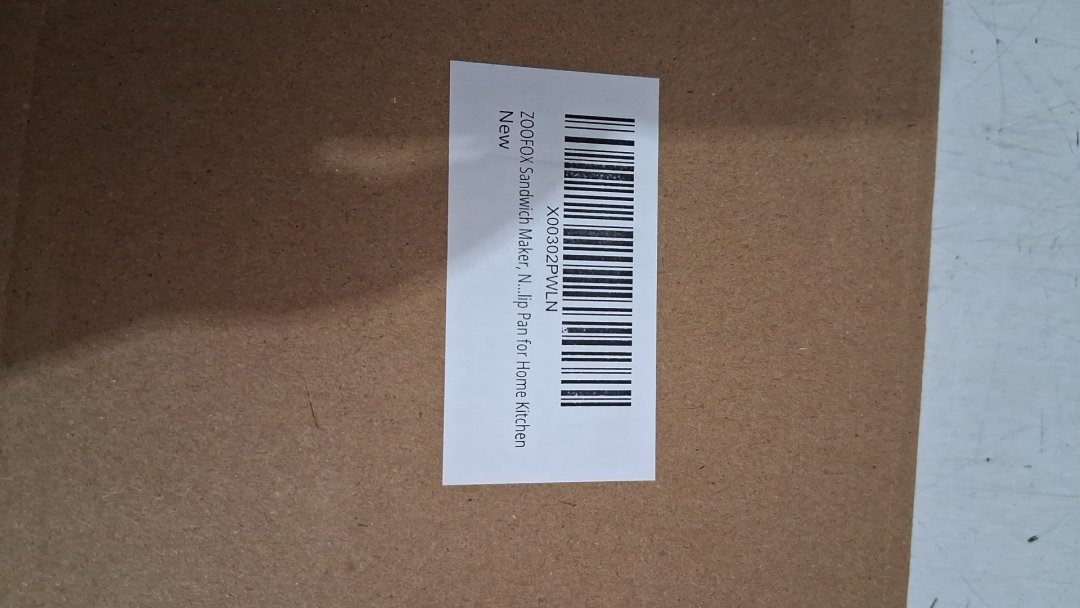 X00302PWLN
ZOOFOX Sandwich Maker, N...lip Pan for Home Kitchen
New